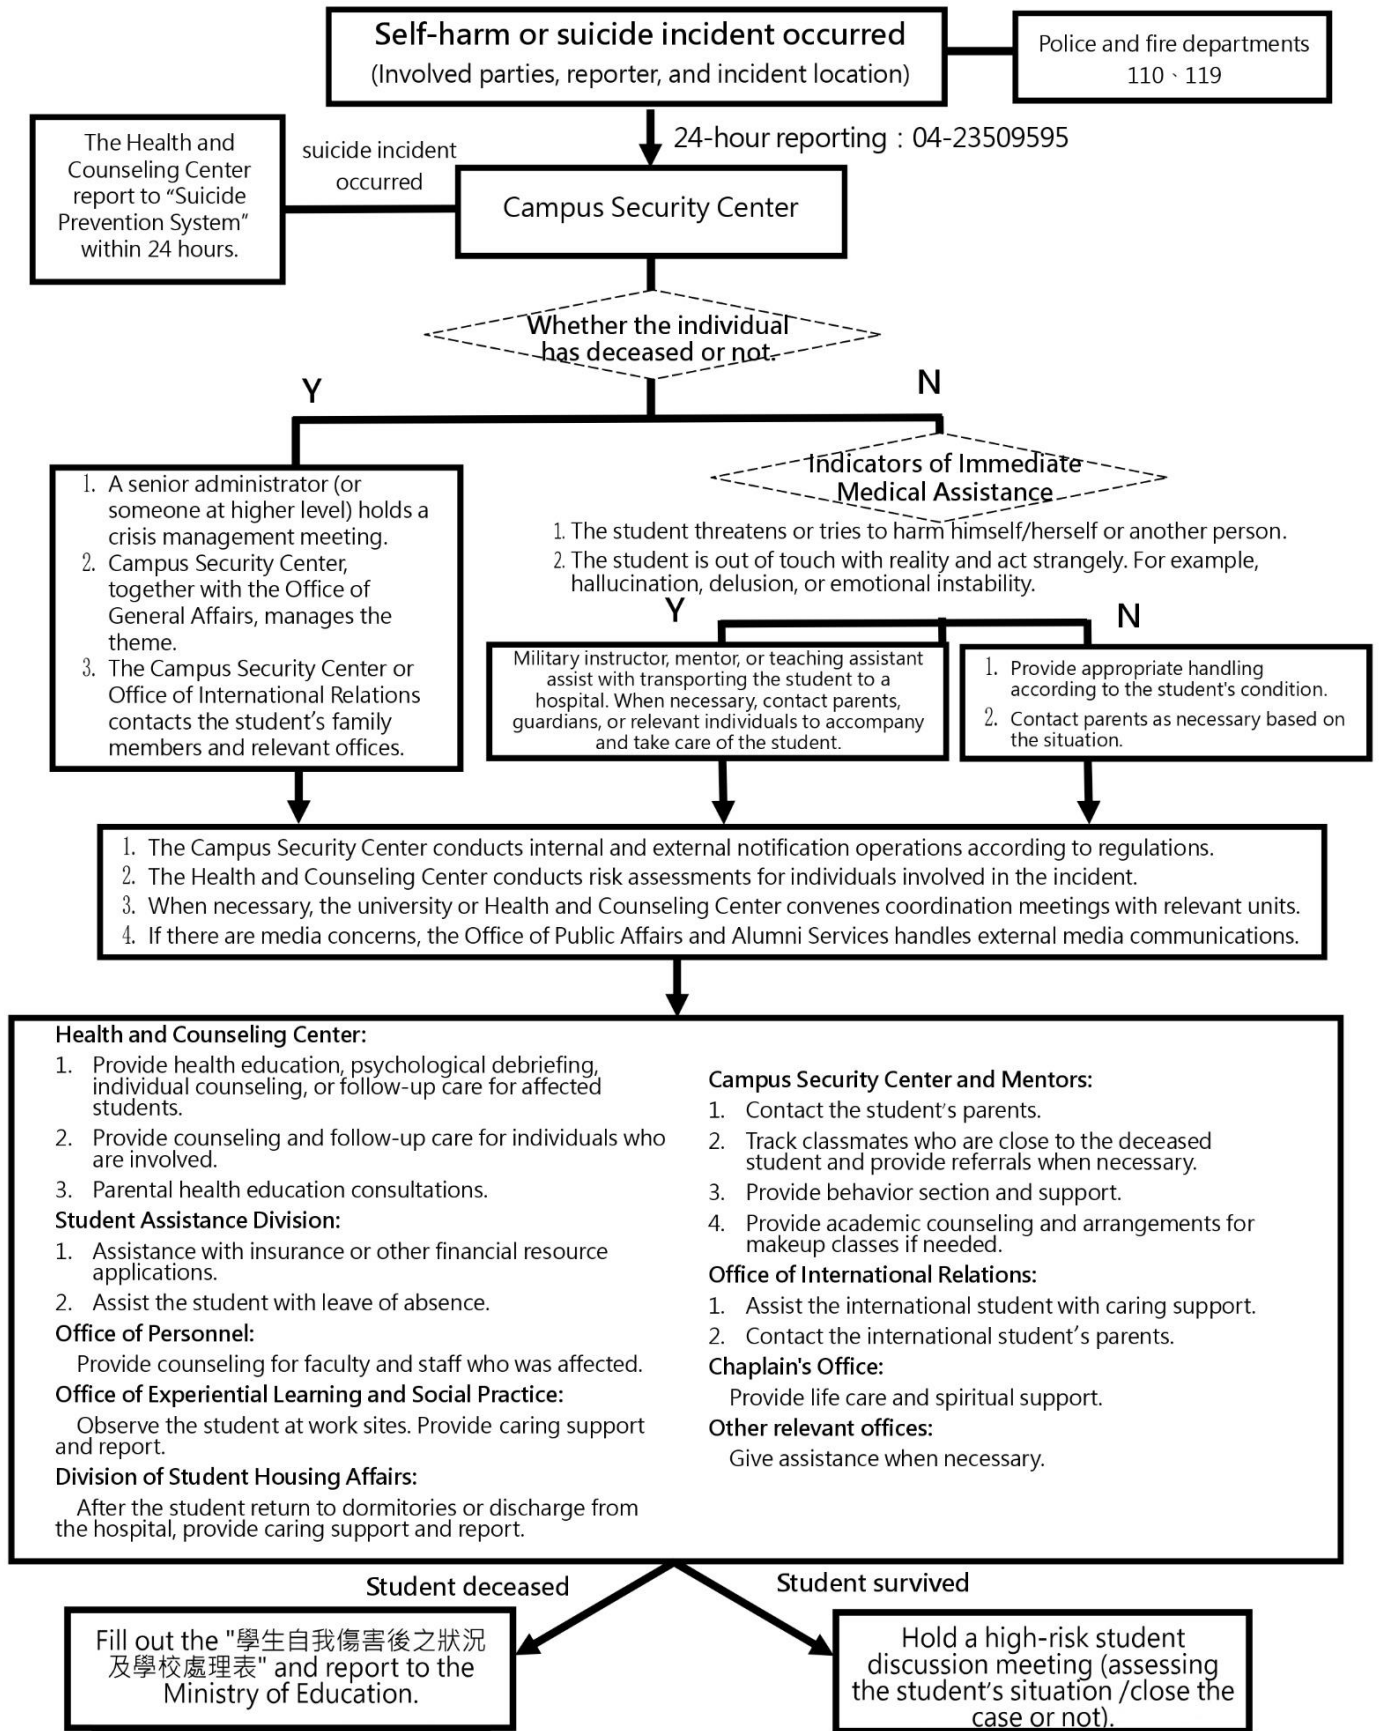 Self-harm or suicide incident occurred
(Involved parties, reporter, and incident location)
Police and fire departments
110、119
24-hour reporting：04-23509595
The Health and
Counseling Center
report to “Suicide
Prevention System”
within 24 hours.
suicide incident
occurred
Campus Security Center
Whether the individual
has deceased or not.
Y
N
1. A senior administrator (or
someone at higher level) holds a
crisis management meeting.
2. Campus Security Center,
together with the Office of
General Affairs, manages the
theme.
3. The Campus Security Center or
Office of International Relations
contacts the student’s family
members and relevant offices.
Indicators of Immediate
Medical Assistance
1. The student threatens or tries to harm himself/herself or another person.
2. The student is out of touch with reality and act strangely. For example,
hallucination, delusion, or emotional instability.
Y
N
Military instructor, mentor, or teaching assistant
assist with transporting the student to a
hospital. When necessary, contact parents,
guardians, or relevant individuals to accompany
and take care of the student.
1. Provide appropriate handling
according to the student's condition.
2. Contact parents as necessary based on
the situation.
1. The Campus Security Center conducts internal and external notification operations according to regulations.
2. The Health and Counseling Center conducts risk assessments for individuals involved in the incident.
3. When necessary, the university or Health and Counseling Center convenes coordination meetings with relevant units.
4. If there are media concerns, the Office of Public Affairs and Alumni Services handles external media communications.
Health and Counseling Center:
1. Provide health education, psychological debriefing,
individual counseling, or follow-up care for affected
students.
2. Provide counseling and follow-up care for individuals who
are involved.
3. Parental health education consultations.
Student Assistance Division:
1. Assistance with insurance or other financial resource
applications.
2. Assist the student with leave of absence.
Office of Personnel:
Provide counseling for faculty and staff who was affected.
Office of Experiential Learning and Social Practice:
Observe the student at work sites. Provide caring support
and report.
Division of Student Housing Affairs:
After the student return to dormitories or discharge from
the hospital, provide caring support and report.
Campus Security Center and Mentors:
1. Contact the student’s parents.
2. Track classmates who are close to the deceased
student and provide referrals when necessary.
3. Provide behavior section and support.
4. Provide academic counseling and arrangements for
makeup classes if needed.
Office of International Relations:
1. Assist the international student with caring support.
2. Contact the international student’s parents.
Chaplain's Office:
Provide life care and spiritual support.
Other relevant offices:
Give assistance when necessary.
Student deceased
Student survived
Fill out the "學生自我傷害後之狀況
及學校處理表" and report to the
Ministry of Education.
Hold a high-risk student
discussion meeting (assessing
the student’s situation /close the
case or not).